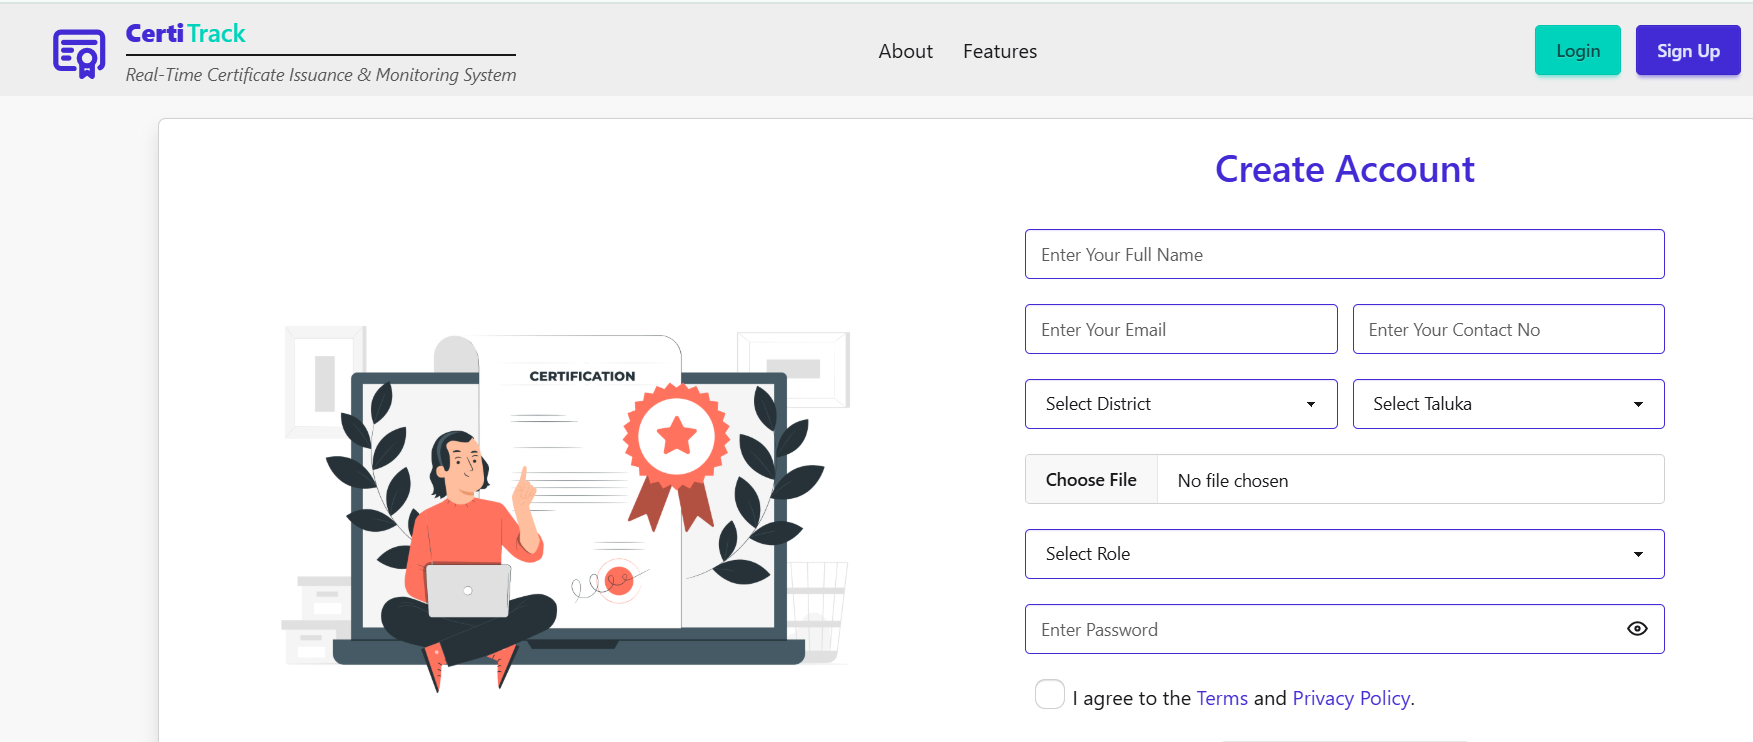 CertiTrack
Real-Time Certificate Issuance & Monitoring System
About Features
Login Sign Up
CERTIFICATION
Create Account
Enter Your Full Name
Enter Your Email Enter Your Contact No
Select District Select Taluka
Choose File No file chosen
Select Role
Enter Password
I agree to the Terms and Privacy Policy.